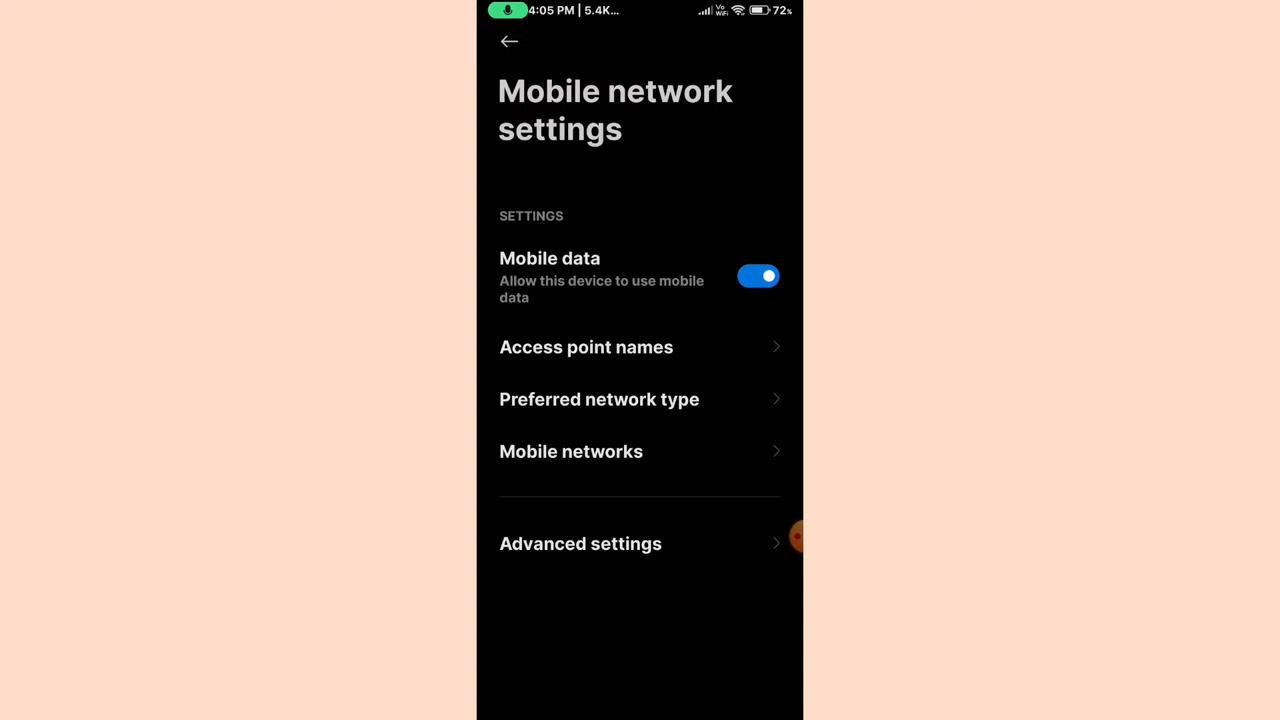 4:05 PM | 5.4K...
Vo
WiFi
72%
Mobile network
settings
SETTINGS
Mobile data
Allow this device to use mobile
data
Access point names
Preferred network type
Mobile networks
Advanced settings